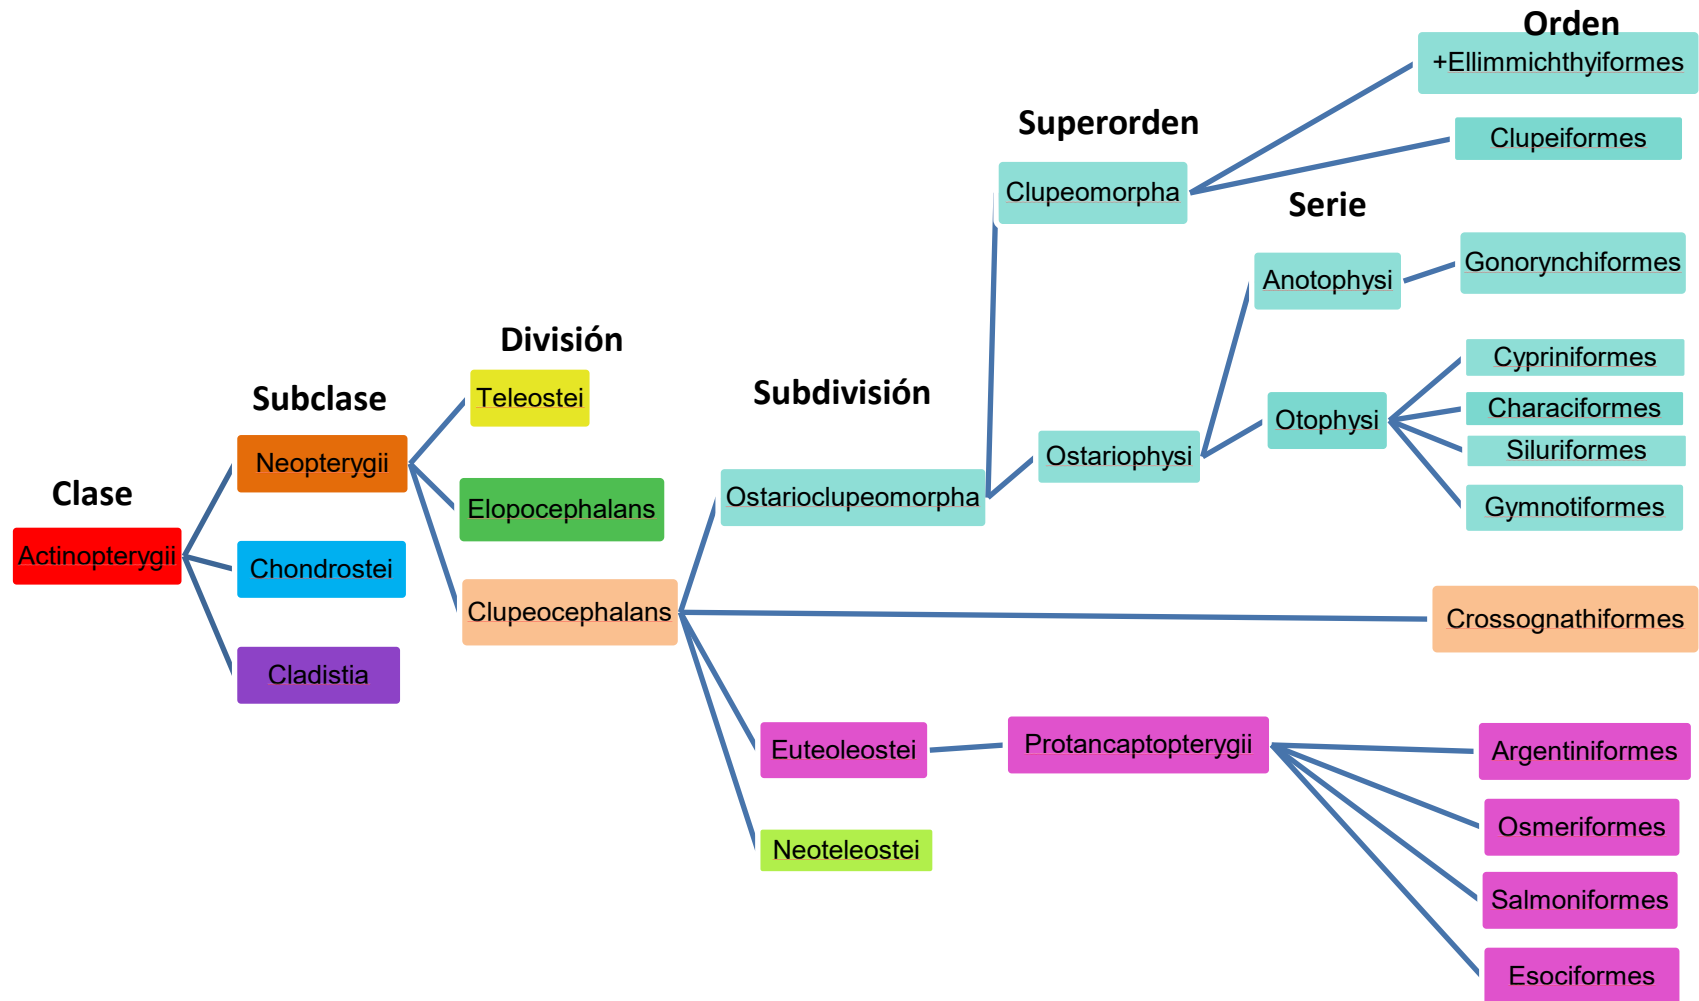 Orden
+Ellimmichthyiformes
Superorden
Clupeiformes
Clupeomorpha
Serie
Gonorynchiformes
Anotophysi
División
Cypriniformes
Teleostei
Subclase
Subdivisión
Characiformes
Otophysi
Siluriformes
Neopterygii
Ostariophysi
Clase
Ostarioclupeomorpha
Elopocephalans
Gymnotiformes
Actinopterygii
Chondrostei
Clupeocephalans
Crossognathiformes
Cladistia
Euteoleostei
Protancaptopterygii
Argentiniformes
Osmeriformes
Neoteleostei
Salmoniformes
Esociformes